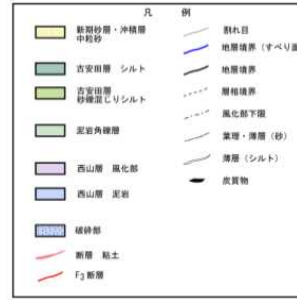 凡 例
新期砂層・沖積層
中粒砂
古安田層 シルト
古安田層
砂礫混じりシルト
泥岩角礫層
西山層 風化部
西山層 泥岩
破砕部
断層 粘土
F₃断層
割れ目
地層境界（すべり面
地層境界
層相境界
風化部下限
葉理・薄層（砂）
薄層（シルト）
炭質物